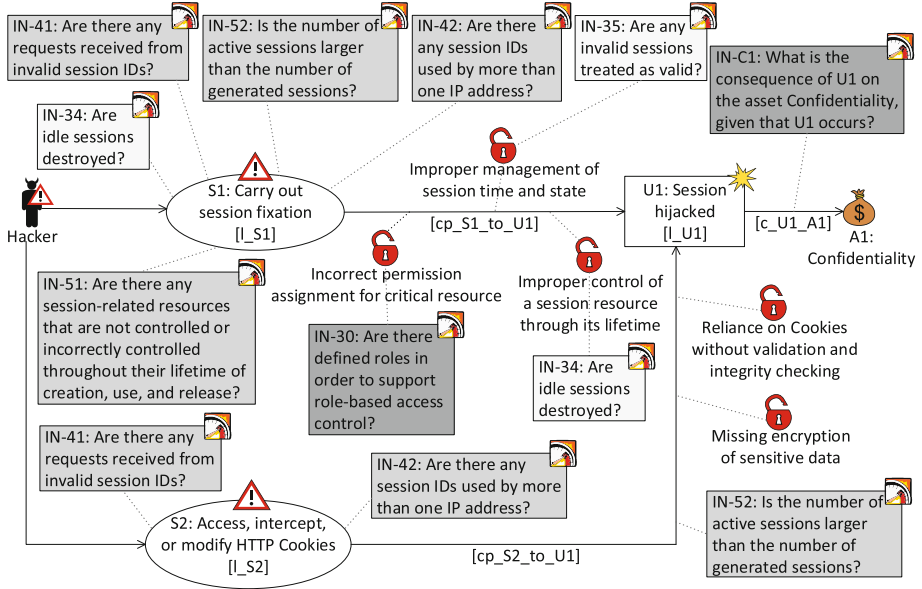 IN-41: Are there any
requests received from
invalid session IDs?
IN-52: Is the number of
active sessions larger
than the number of
generated sessions?
IN-42: Are there
any session IDs
used by more than
one IP address?
IN-35: Are any
invalid sessions
treated as valid?
IN-C1: What is the
consequence of U1 on
the asset Confidentiality,
given that U1 occurs?
IN-34: Are
idle sessions
destroyed?
Hacker
S1: Carry out
session fixation
[l_S1]
Improper management of
session time and state
[cp_S1_to_U1]
U1: Session
hijacked
[l_U1]
[c_U1_A1]
$
A1:
Confidentiality
Incorrect permission
assignment for critical resource
Improper control of
a session resource
through its lifetime
IN-51: Are there any
session-related resources
that are not controlled or
incorrectly controlled
throughout their lifetime of
creation, use, and release?
IN-30: Are there
defined roles in
order to support
role-based access
control?
IN-34: Are
idle sessions
destroyed?
Reliance on Cookies
without validation and
integrity checking
Missing encryption
of sensitive data
IN-41: Are there any
requests received from
invalid session IDs?
IN-42: Are there any
session IDs used by more
than one IP address?
S2: Access, intercept,
or modify HTTP Cookies
[l_S2]
[cp_S2_to_U1]
IN-52: Is the number of
active sessions larger
than the number of
generated sessions?